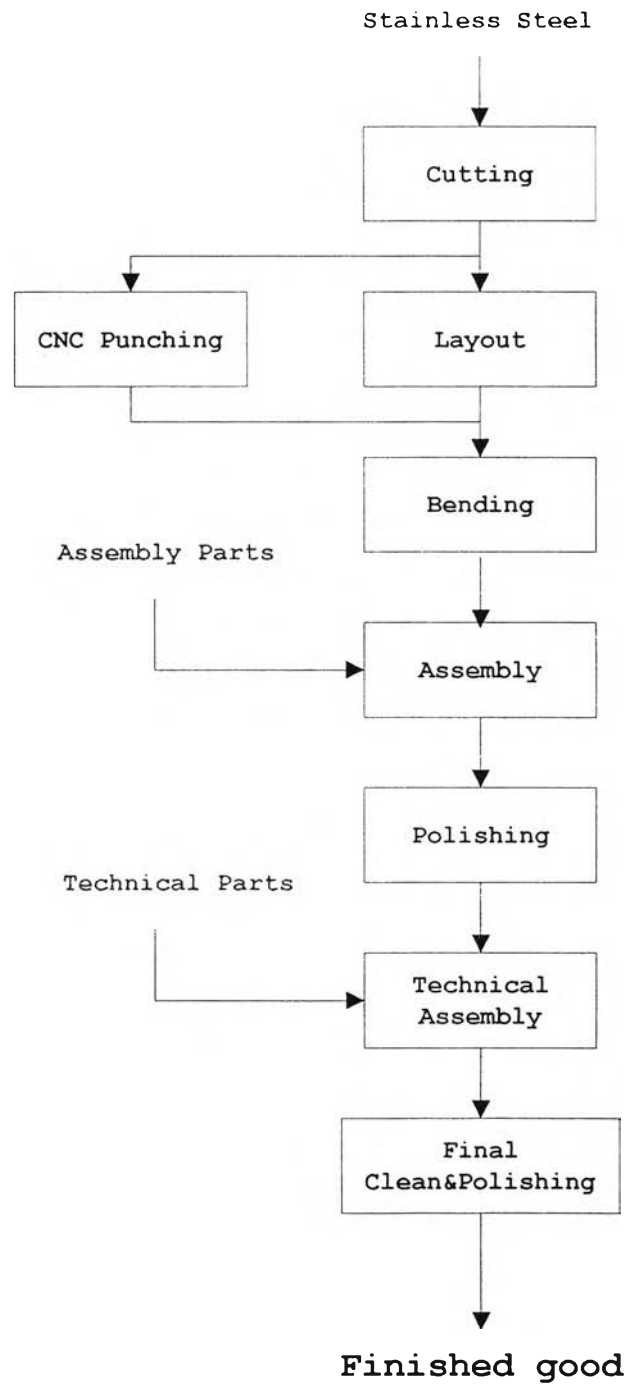 Stainless Steel
Cutting
CNC Punching
Layout
Bending
Assembly Parts
Assembly
Polishing
Technical Parts
Technical
Assembly
Final
Clean&Polishing
Finished good